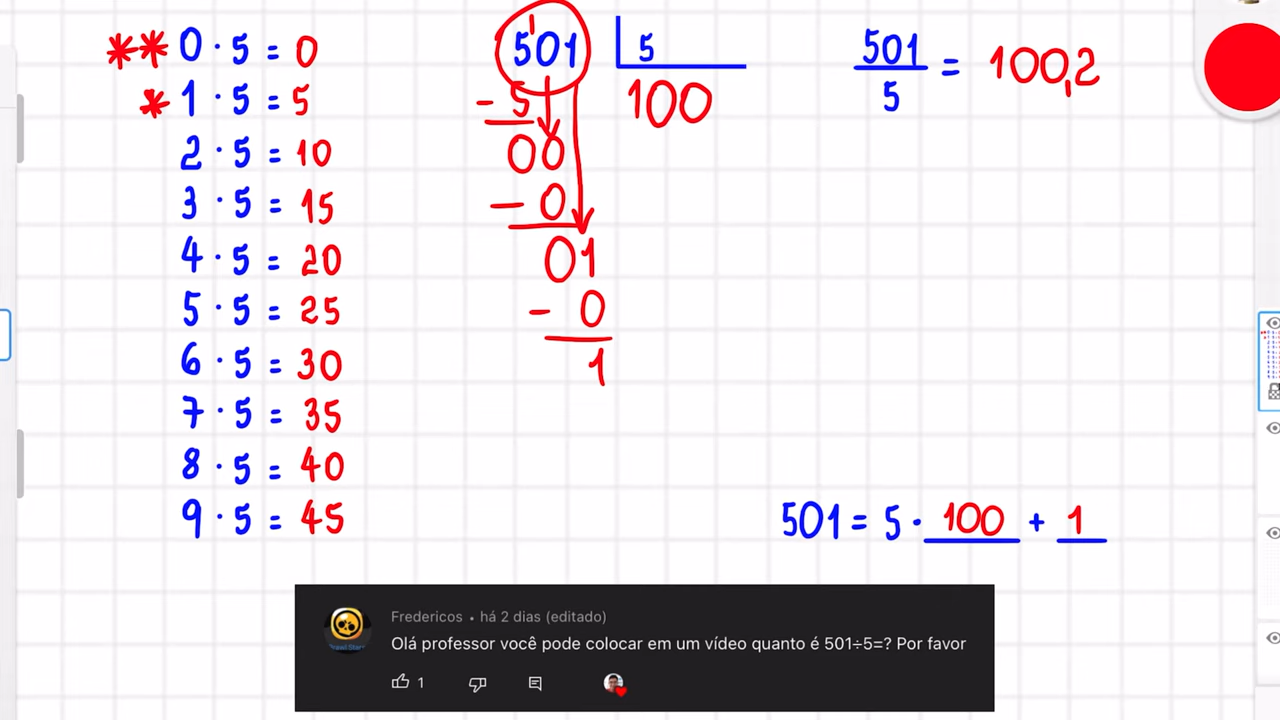 ** 0 · 5 = 0
* 1 · 5 = 5
2 · 5 = 10
3 · 5 = 15
4 · 5 = 20
5 · 5 = 25
6 · 5 = 30
7 · 5 = 35
8 · 5 = 40
9 · 5 = 45
501 5
- 5 100
00
- 0
01
- 0
1
501/5 = 100,2
501 = 5 · 100 + 1
Fredericos • há 2 dias (editado)
Olá professor você pode colocar em um vídeo quanto é 501÷5=? Por favor
1